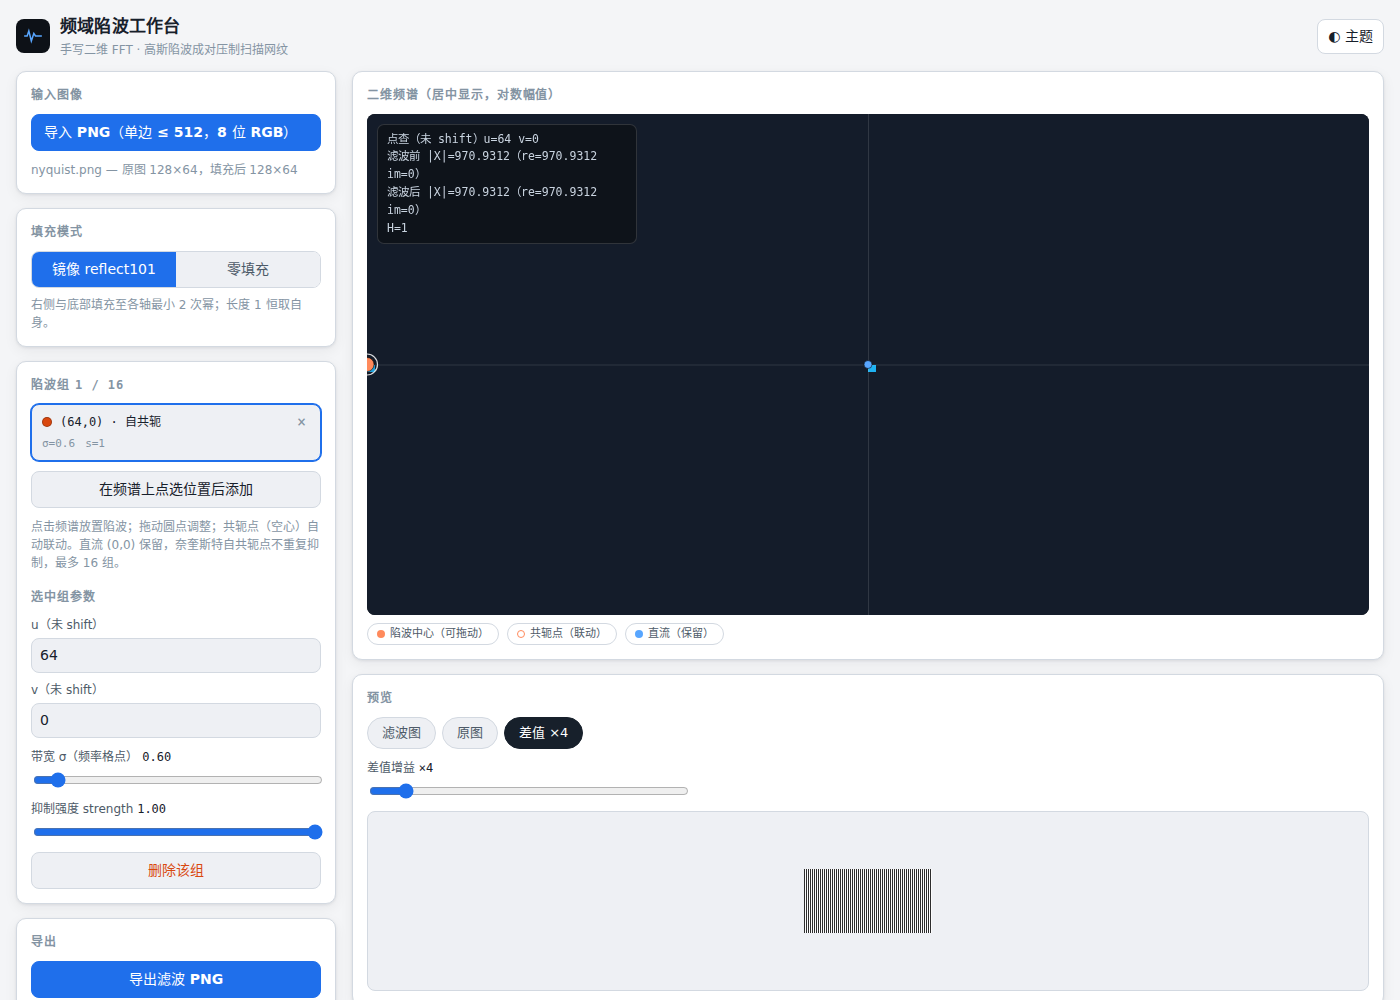 频域陷波工作台
手写二维 FFT · 高斯陷波成对压制扫描网纹
◐ 主题
输入图像
导入 PNG（单边 ≤ 512，8 位 RGB）
nyquist.png — 原图 128×64，填充后 128×64
填充模式
镜像 reflect101
零填充
右侧与底部填充至各轴最小 2 次幂；长度 1 恒取自
身。
陷波组 1 / 16
(64,0) · 自共轭
×
σ=0.6 s=1
在频谱上点选位置后添加
点击频谱放置陷波；拖动圆点调整；共轭点（空心）自
动联动。直流 (0,0) 保留，奈奎斯特自共轭点不重复抑
制，最多 16 组。
选中组参数
u（未 shift）
64
v（未 shift）
0
带宽 σ（频率格点） 0.60
抑制强度 strength 1.00
删除该组
导出
导出滤波 PNG
二维频谱（居中显示，对数幅值）
点查（未 shift）u=64 v=0
滤波前 |X|=970.9312（re=970.9312
im=0）
滤波后 |X|=970.9312（re=970.9312
im=0）
H=1
陷波中心（可拖动）
共轭点（联动）
直流（保留）
预览
滤波图
原图
差值 ×4
差值增益 ×4